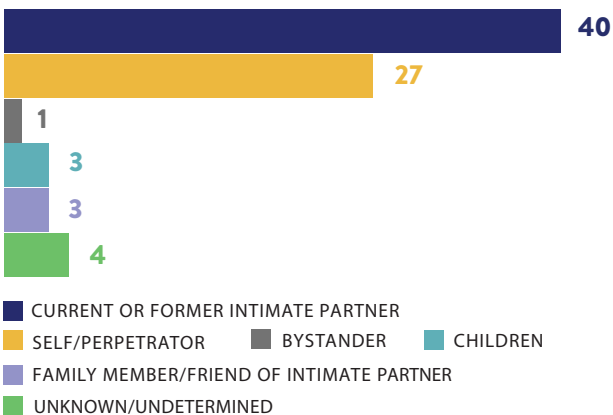 40
27
1
3
3
4
CURRENT OR FORMER INTIMATE PARTNER
SELF/PERPETRATOR BYSTANDER CHILDREN
FAMILY MEMBER/FRIEND OF INTIMATE PARTNER
UNKNOWN/UNDETERMINED